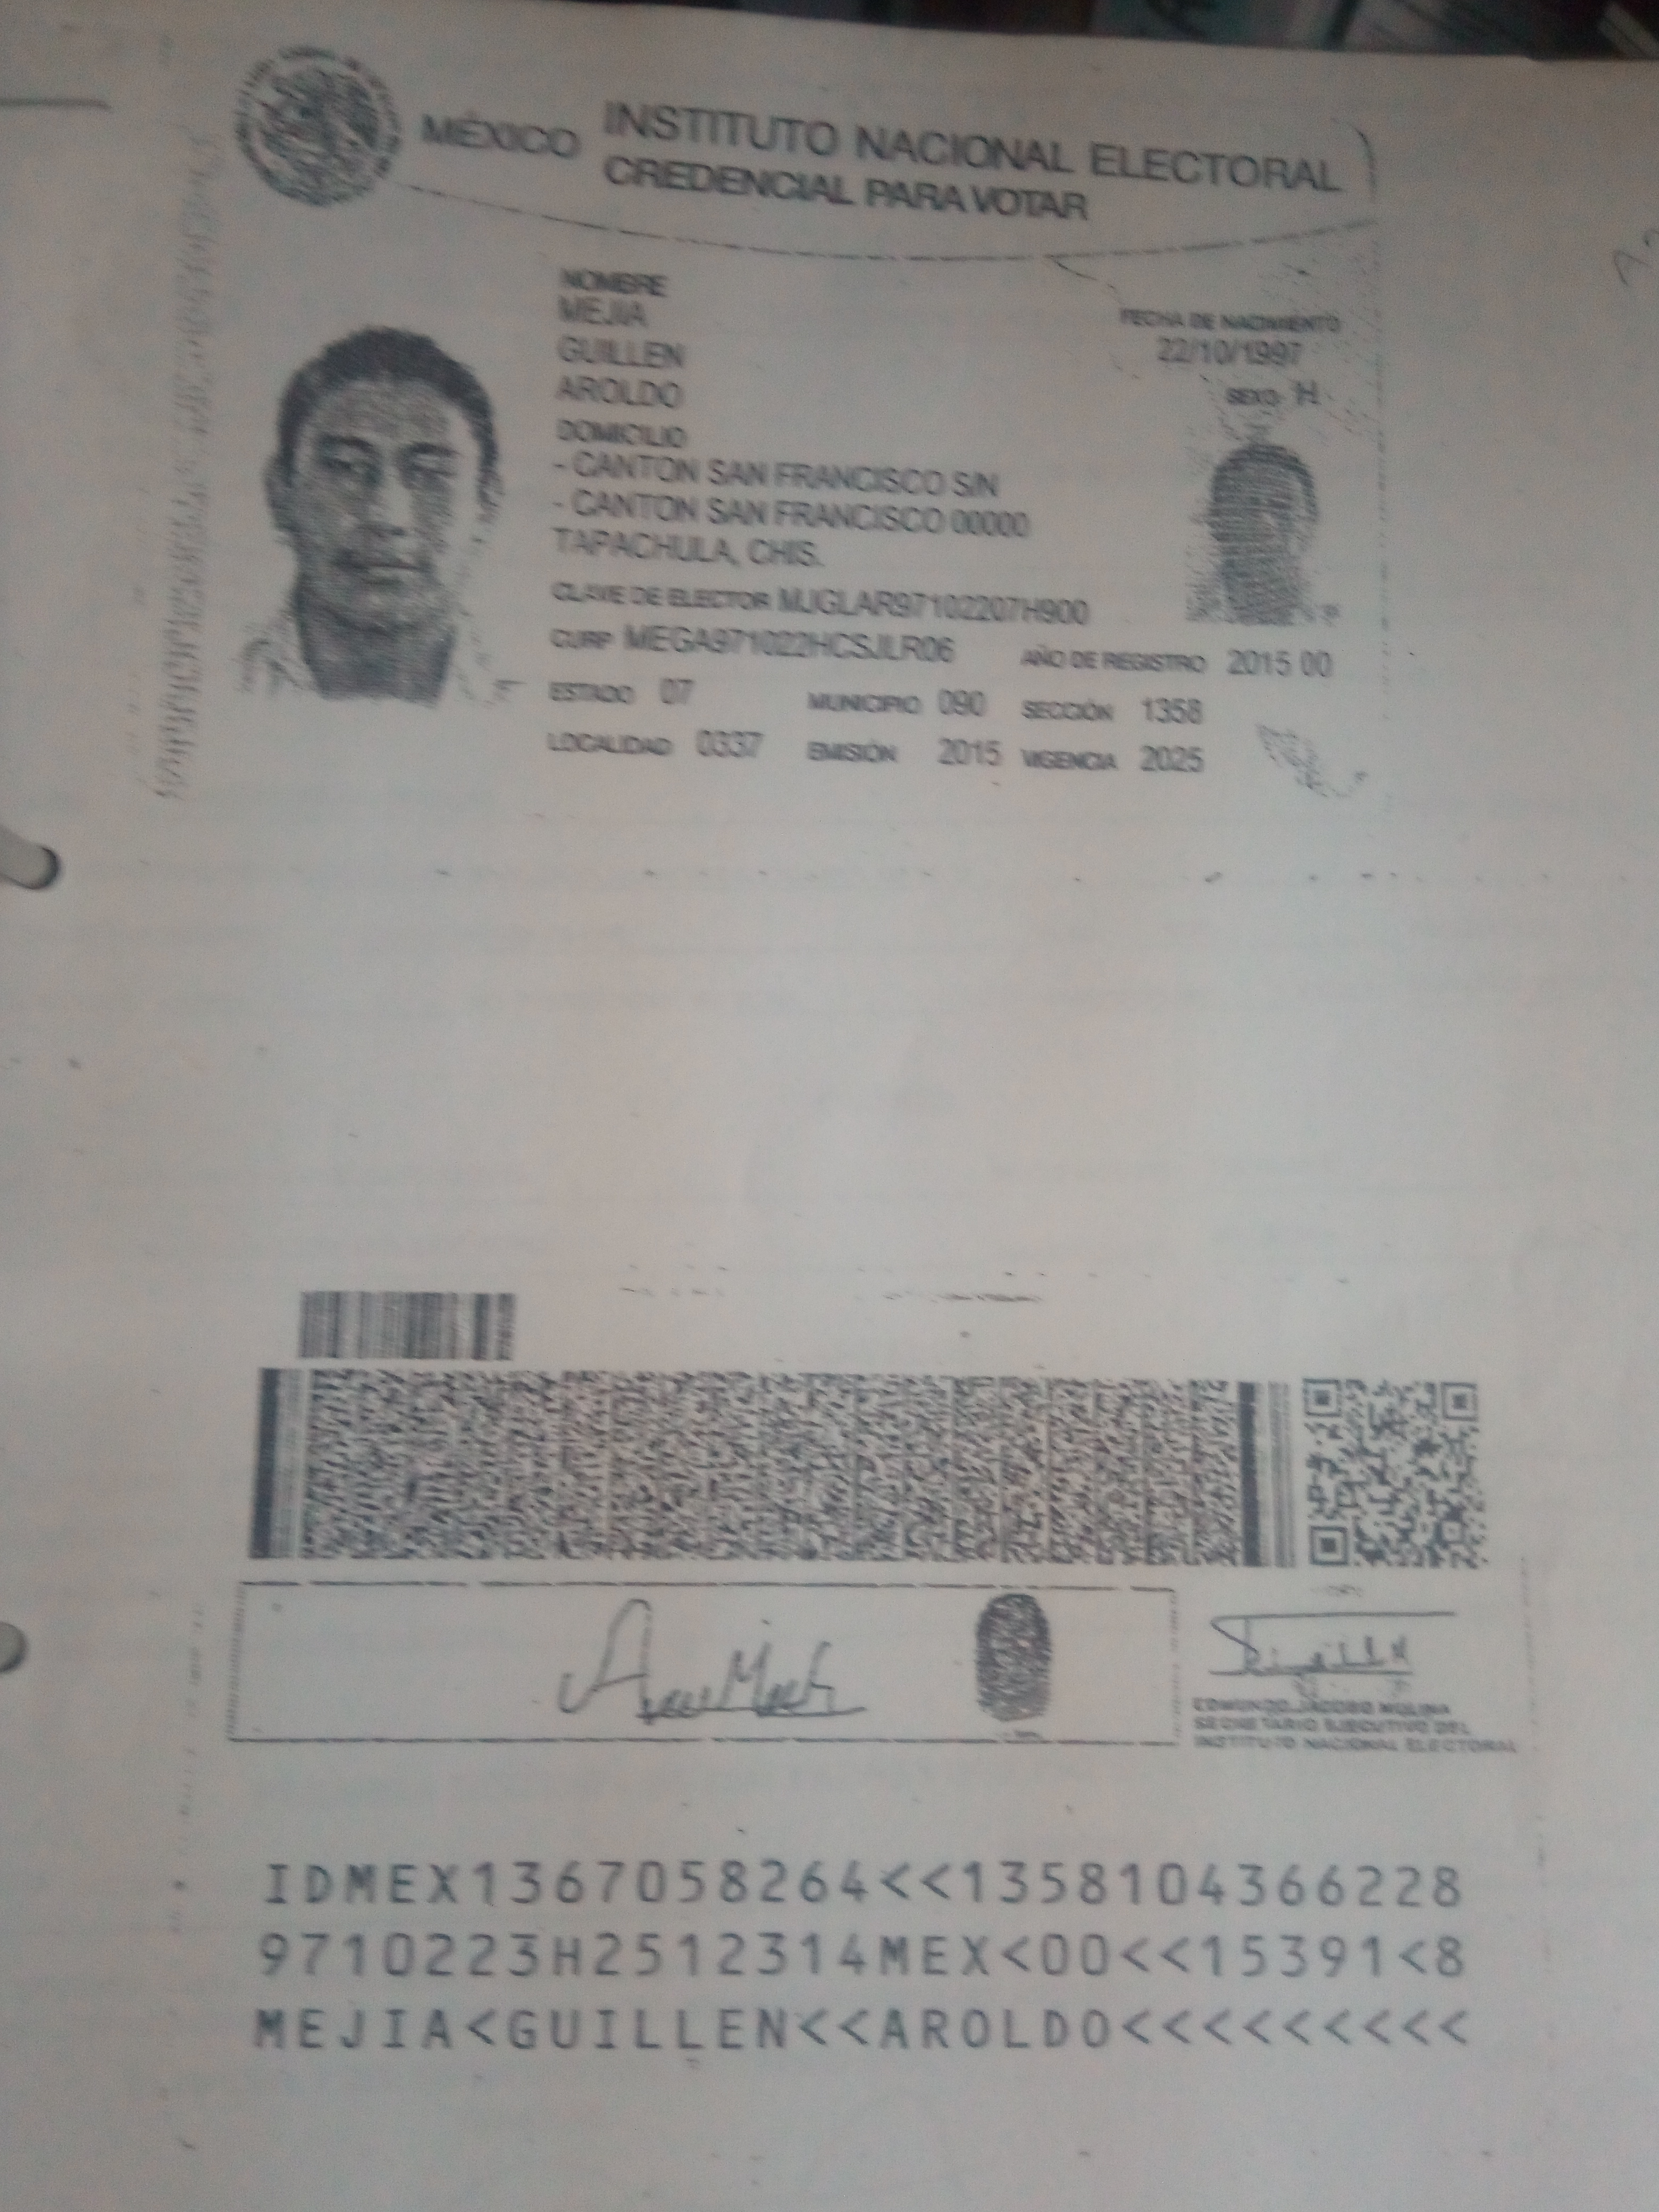 MÉXICO INSTITUTO NACIONAL ELECTORAL
CREDENCIAL PARA VOTAR
NOMBRE
MEJIA
GUILLEN
AROLDO
FECHA DE NACIMIENTO
22/10/1997
SEXO H
DOMICILIO
- CANTON SAN FRANCISCO S/N
- CANTON SAN FRANCISCO 00000
TAPACHULA, CHIS.
CLAVE DE ELECTOR MJGLAR97102207H900
CURP MEGA971022HCSJLR06 AÑO DE REGISTRO 2015 00
ESTADO 07 MUNICIPIO 090 SECCIÓN 1358
LOCALIDAD 0337 EMISIÓN 2015 VIGENCIA 2025
EDMUNDO JACOBO MOLINA
SECRETARIO EJECUTIVO DEL
INSTITUTO NACIONAL ELECTORAL
IDMEX1367058264<<1358104366228
9710223H2512314MEX<00<<15391<8
MEJIA<GUILLEN<<AROLDO<<<<<<<<<